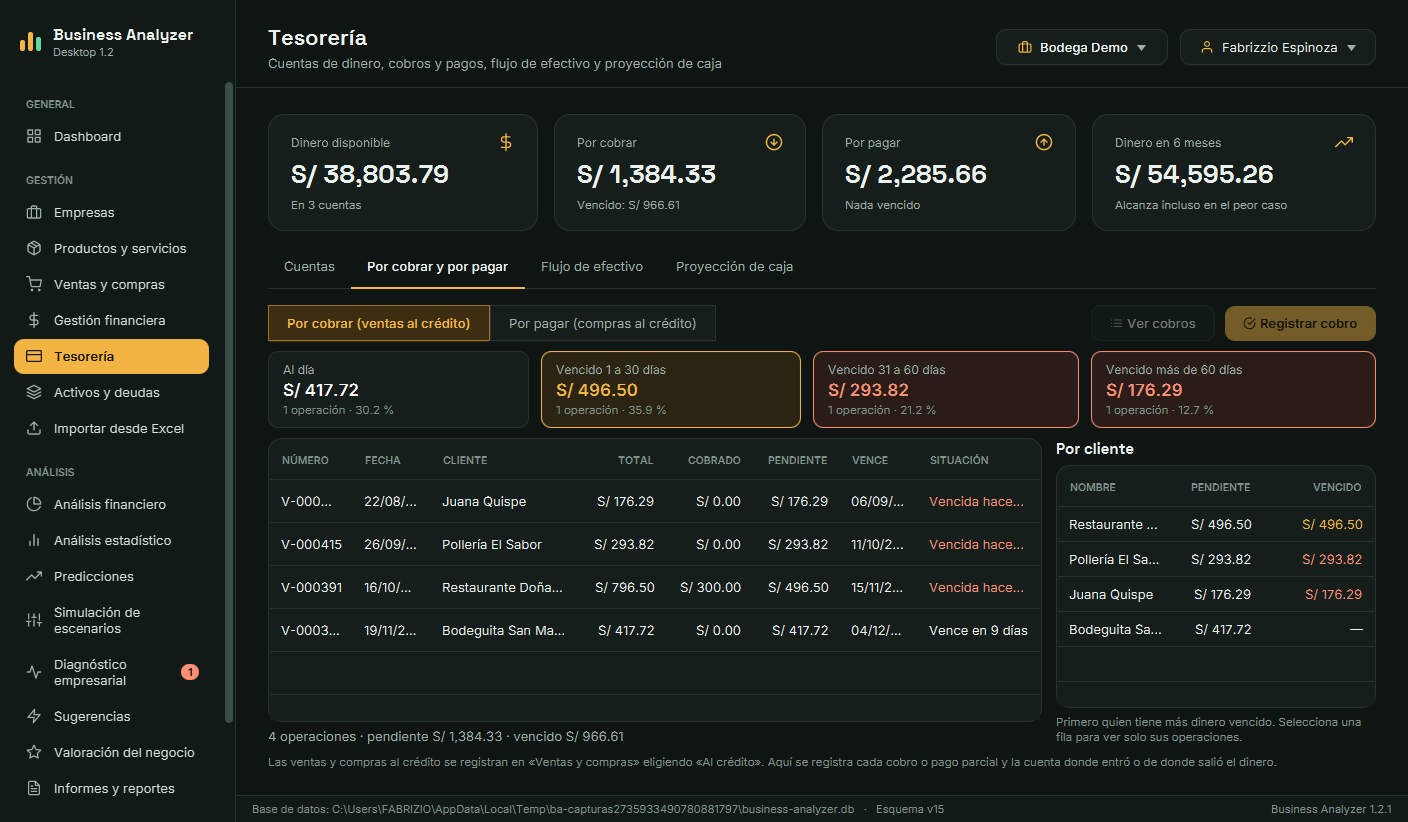 Business Analyzer
Desktop 1.2
GENERAL
Dashboard
GESTIÓN
Empresas
Productos y servicios
Ventas y compras
Gestión financiera
Tesorería
Activos y deudas
Importar desde Excel
ANÁLISIS
Análisis financiero
Análisis estadístico
Predicciones
Simulación de
escenarios
Diagnóstico
empresarial
1
Sugerencias
Valoración del negocio
Informes y reportes
Tesorería
Cuentas de dinero, cobros y pagos, flujo de efectivo y proyección de caja
Bodega Demo
Fabrizzio Espinoza
Dinero disponible
S/ 38,803.79
En 3 cuentas
Por cobrar
S/ 1,384.33
Vencido: S/ 966.61
Por pagar
S/ 2,285.66
Nada vencido
Dinero en 6 meses
S/ 54,595.26
Alcanza incluso en el peor caso
Cuentas Por cobrar y por pagar Flujo de efectivo Proyección de caja
Por cobrar (ventas al crédito) Por pagar (compras al crédito) Ver cobros Registrar cobro
Al día
S/ 417.72
1 operación · 30.2 %
Vencido 1 a 30 días
S/ 496.50
1 operación · 35.9 %
Vencido 31 a 60 días
S/ 293.82
1 operación · 21.2 %
Vencido más de 60 días
S/ 176.29
1 operación · 12.7 %
NÚMERO FECHA CLIENTE TOTAL COBRADO PENDIENTE VENCE SITUACIÓN
V-000... 22/08/... Juana Quispe S/ 176.29 S/ 0.00 S/ 176.29 06/09/... Vencida hace...
V-000415 26/09/... Pollería El Sabor S/ 293.82 S/ 0.00 S/ 293.82 11/10/2... Vencida hace...
V-000391 16/10/... Restaurante Doña... S/ 796.50 S/ 300.00 S/ 496.50 15/11/2... Vencida hace...
V-0003... 19/11/2... Bodeguita San Ma... S/ 417.72 S/ 0.00 S/ 417.72 04/12/... Vence en 9 días
4 operaciones · pendiente S/ 1,384.33 · vencido S/ 966.61
Por cliente
NOMBRE PENDIENTE VENCIDO
Restaurante ... S/ 496.50 S/ 496.50
Pollería El Sa... S/ 293.82 S/ 293.82
Juana Quispe S/ 176.29 S/ 176.29
Bodeguita Sa... S/ 417.72 —
Primero quien tiene más dinero vencido. Selecciona una
fila para ver solo sus operaciones.
Las ventas y compras al crédito se registran en «Ventas y compras» eligiendo «Al crédito». Aquí se registra cada cobro o pago parcial y la cuenta donde entró o de donde salió el dinero.
Base de datos: C:\Users\FABRIZIO\AppData\Local\Temp\ba-capturas2735933490780881797\business-analyzer.db · Esquema v15
Business Analyzer 1.2.1